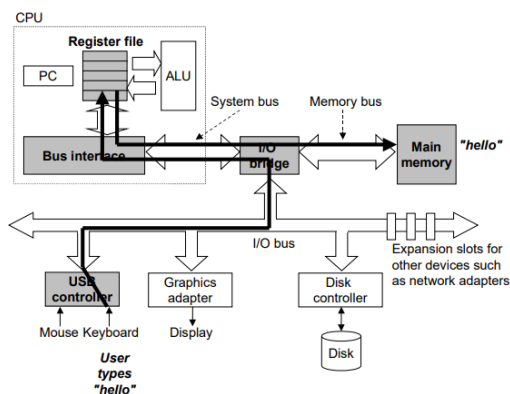 CPU
Register file
PC
ALU
System bus
Memory bus
Bus interface
I/O
bridge
Main
memory
"hello"
I/O bus
Expansion slots for
other devices such
as network adapters
USB
controller
Graphics
adapter
Disk
controller
Mouse Keyboard
Display
User
types
"hello"
Disk